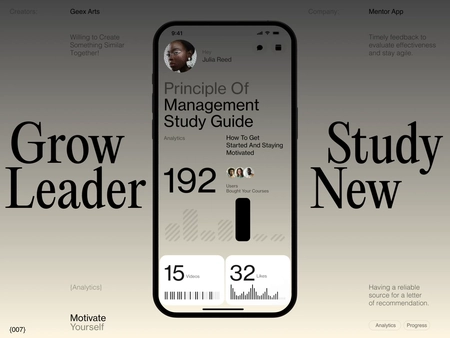 Creators
Geex Arts
Company
Mentor App
Willing to Create
Something Similar
Together!
Timely feedback to
evaluate effectiveness
and stay agile.
9:41
Julia Reed
Principle Of
Management
Study Guide
Analytics
How To Get
Started And Staying
Motivated
Grow
Leader
Study
New
192
Users
Bought Your Courses
15 Videos
32 Likes
(Analytics)
Motivate
Yourself
(007)
Having a reliable
source for a letter
of recommendation.
Analytics
Progress